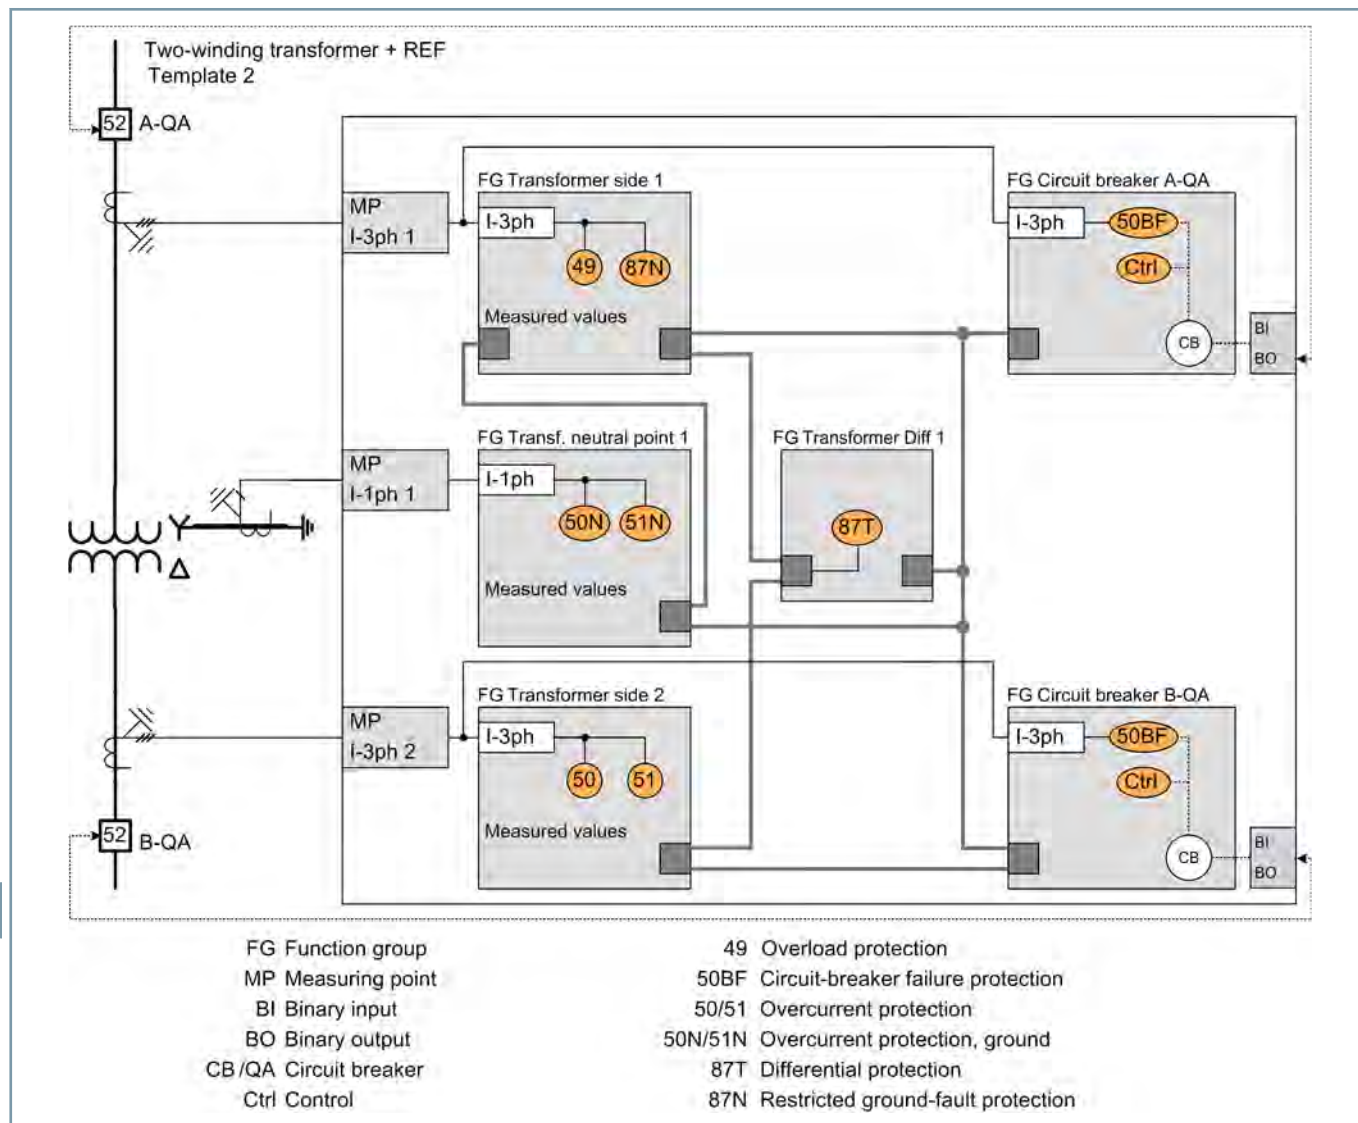 Two-winding transformer + REF
Template 2
52 A-QA
FG Transformer side 1
FG Circuit breaker A-QA
MP
I-3ph 1
I-3ph
49
87N
Measured values
I-3ph
50BF
Ctrl
CB
BI
BO
FG Transf. neutral point 1
FG Transformer Diff 1
MP
I-1ph 1
I-1ph
50N
51N
Measured values
87T
Y
Δ
FG Transformer side 2
FG Circuit breaker B-QA
MP
I-3ph 2
I-3ph
50
51
Measured values
I-3ph
50BF
Ctrl
CB
BI
BO
52 B-QA
FG Function group
MP Measuring point
BI Binary input
BO Binary output
CB/QA Circuit breaker
Ctrl Control
49 Overload protection
50BF Circuit-breaker failure protection
50/51 Overcurrent protection
50N/51N Overcurrent protection, ground
87T Differential protection
87N Restricted ground-fault protection